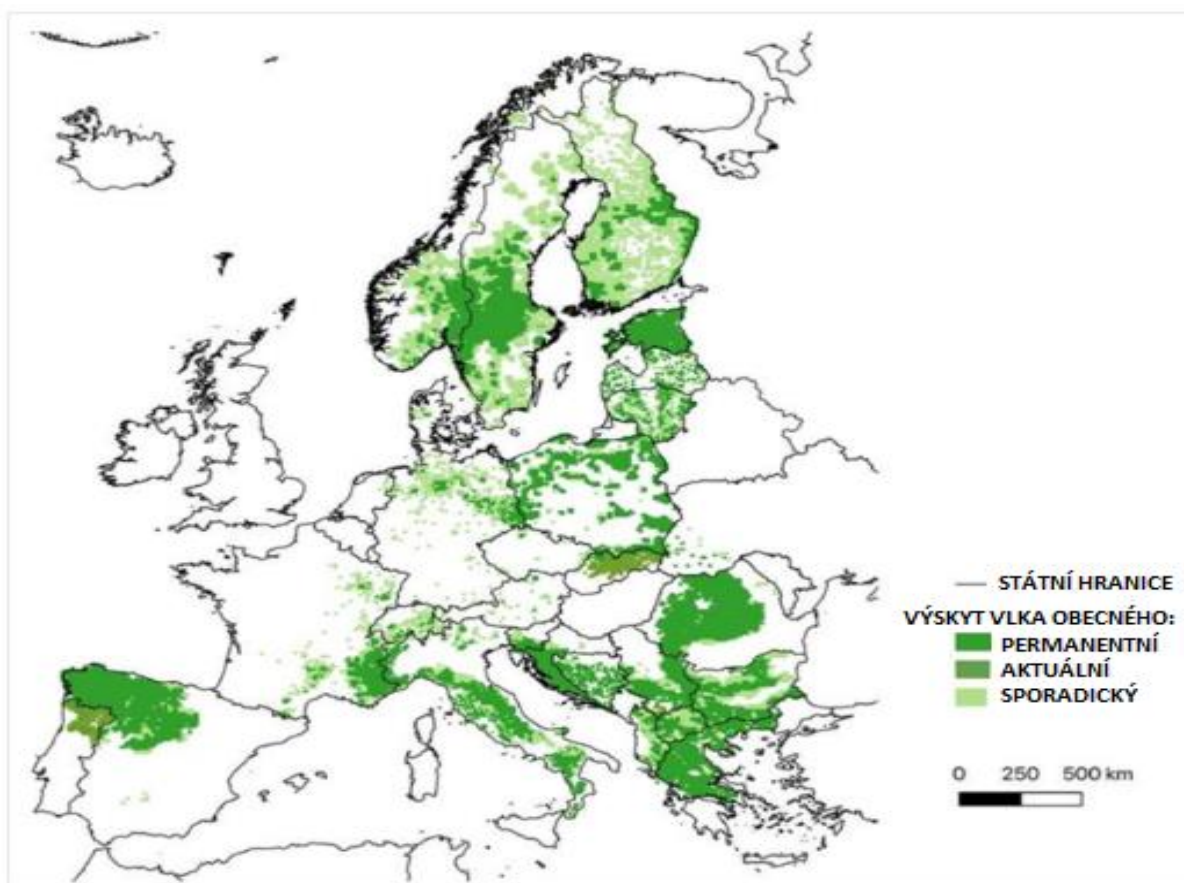 STÁTNÍ HRANICE
VÝSKYT VLKA OBECNÉHO:
PERMANENTNÍ
AKTUÁLNÍ
SPORADICKÝ
0 250 500 km